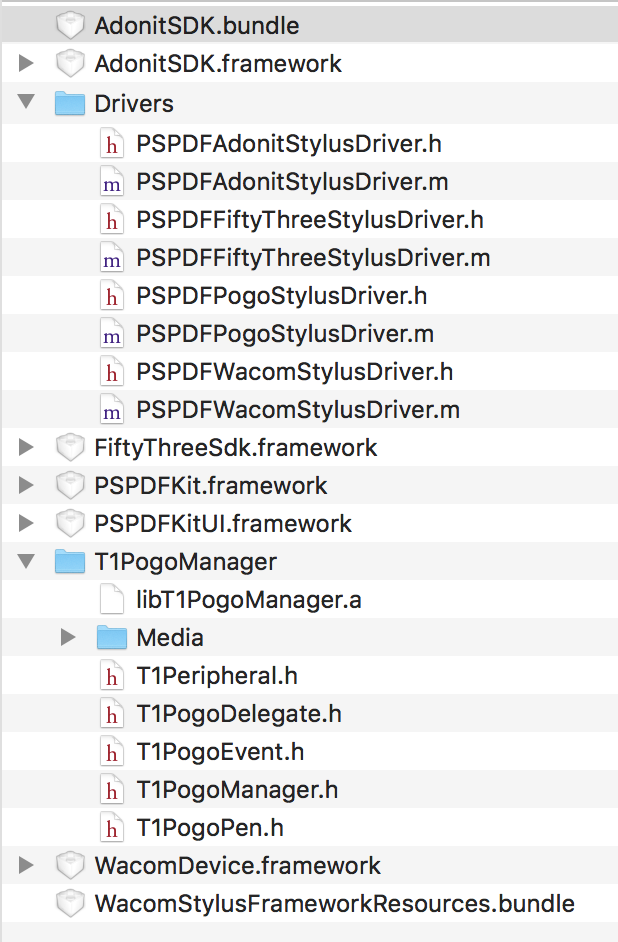 AdonitSDK.bundle
AdonitSDK.framework
Drivers
h PSPDFAdonitStylusDriver.h
m PSPDFAdonitStylusDriver.m
h PSPDFFiftyThreeStylusDriver.h
m PSPDFFiftyThreeStylusDriver.m
h PSPDFPogoStylusDriver.h
m PSPDFPogoStylusDriver.m
h PSPDFWacomStylusDriver.h
m PSPDFWacomStylusDriver.m
FiftyThreeSdk.framework
PSPDFKit.framework
PSPDFKitUI.framework
T1PogoManager
libT1PogoManager.a
Media
h T1Peripheral.h
h T1PogoDelegate.h
h T1PogoEvent.h
h T1PogoManager.h
h T1PogoPen.h
WacomDevice.framework
WacomStylusFrameworkResources.bundle